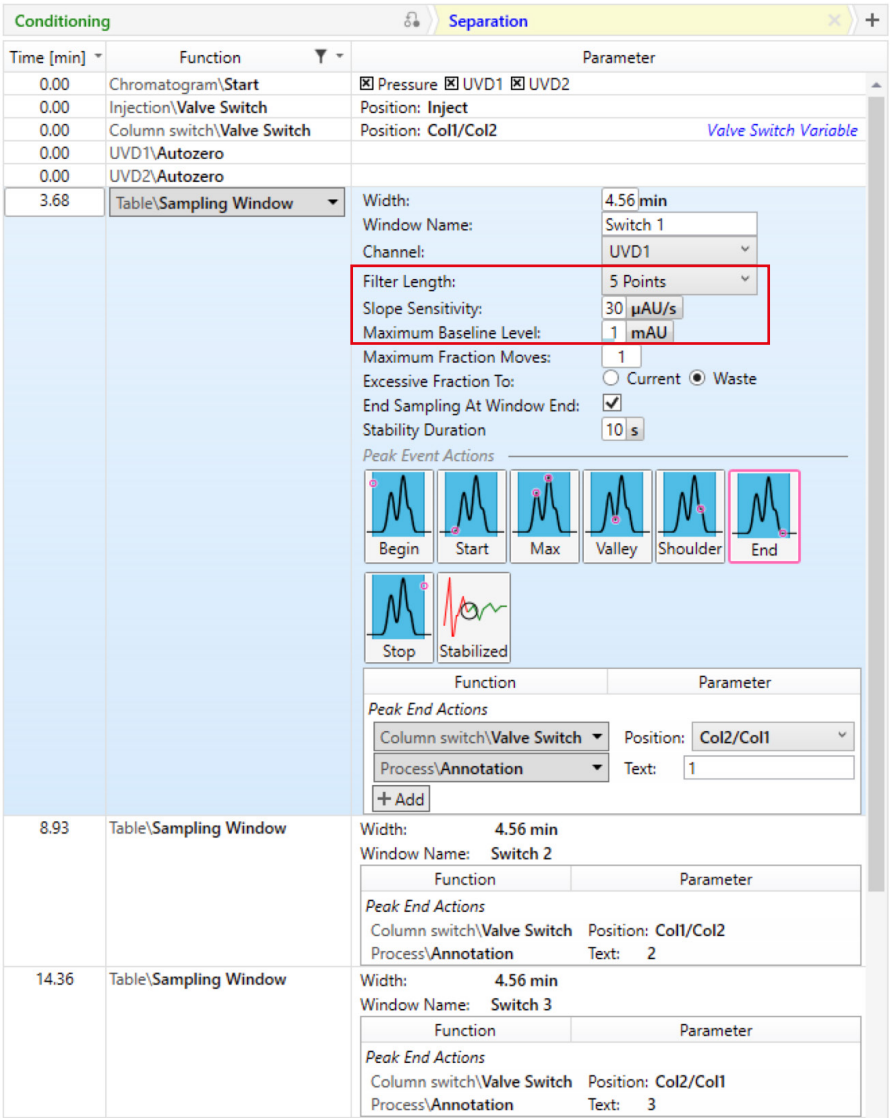 Conditioning Separation
Time [min] Function Parameter
0.00 Chromatogram\Start Pressure UVD1 UVD2
0.00 Injection\Valve Switch Position: Inject
0.00 Column switch\Valve Switch Position: Col1/Col2 Valve Switch Variable
0.00 UVD1\Autozero
0.00 UVD2\Autozero
3.68 Table\Sampling Window Width: 4.56 min
Window Name: Switch 1
Channel: UVD1
Filter Length: 5 Points
Slope Sensitivity: 30 µAU/s
Maximum Baseline Level: 1 mAU
Maximum Fraction Moves: 1
Excessive Fraction To: Current Waste
End Sampling At Window End:
Stability Duration 10 s
Peak Event Actions
Begin Start Max Valley Shoulder End
Stop Stabilized
Function Parameter
Peak End Actions
Column switch\Valve Switch Position: Col2/Col1
Process\Annotation Text: 1
+ Add
8.93 Table\Sampling Window Width: 4.56 min
Window Name: Switch 2
Function Parameter
Peak End Actions
Column switch\Valve Switch Position: Col1/Col2
Process\Annotation Text: 2
14.36 Table\Sampling Window Width: 4.56 min
Window Name: Switch 3
Function Parameter
Peak End Actions
Column switch\Valve Switch Position: Col2/Col1
Process\Annotation Text: 3